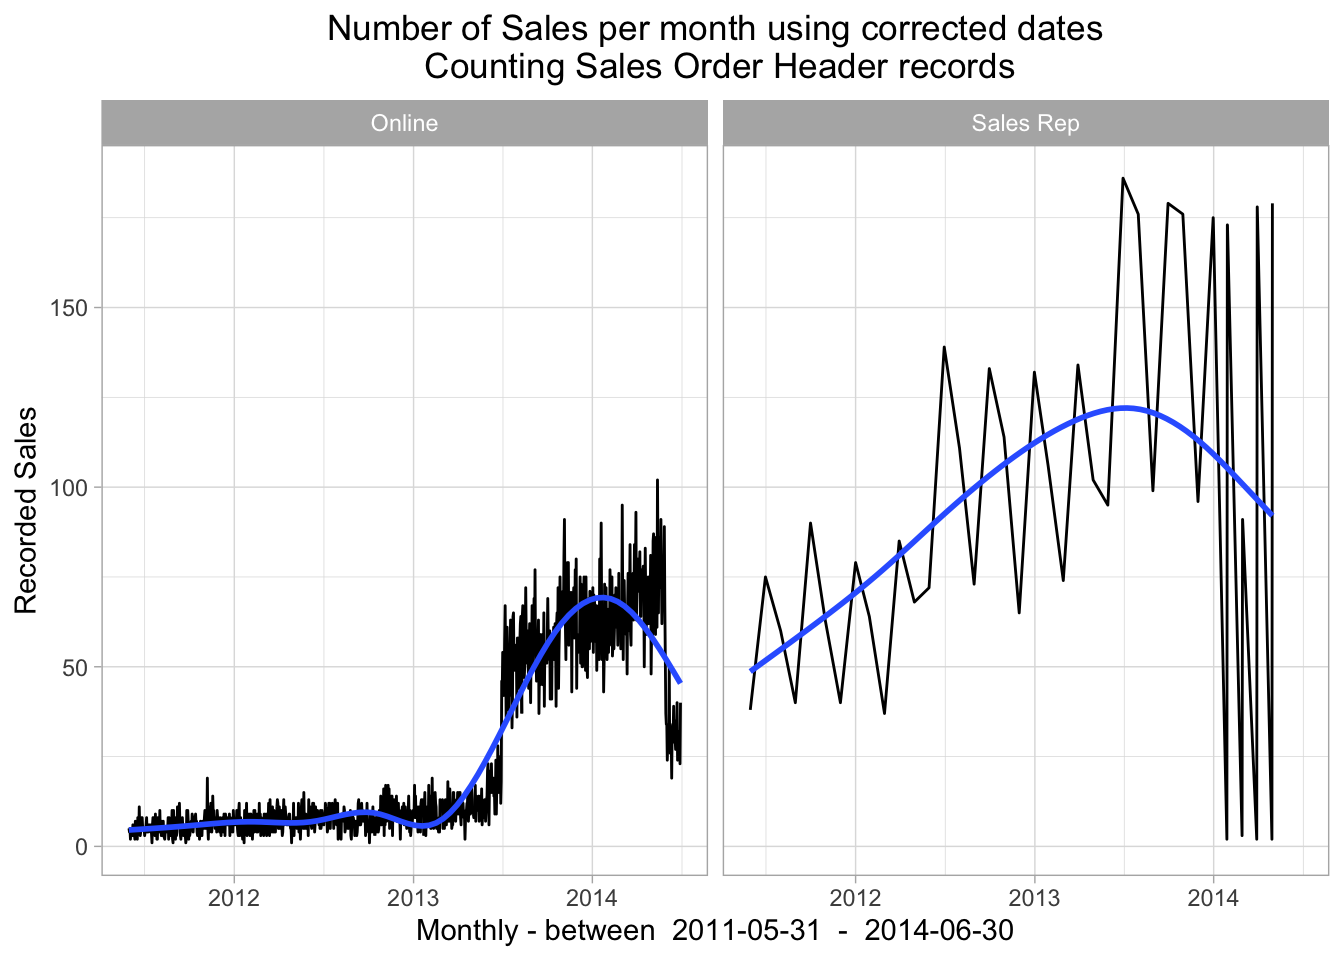 Number of Sales per month using corrected dates
Counting Sales Order Header records
Online
Sales Rep
150
100
50
0
Recorded Sales
2012
2013
2014
2012
2013
2014
Monthly - between  2011-05-31  -  2014-06-30